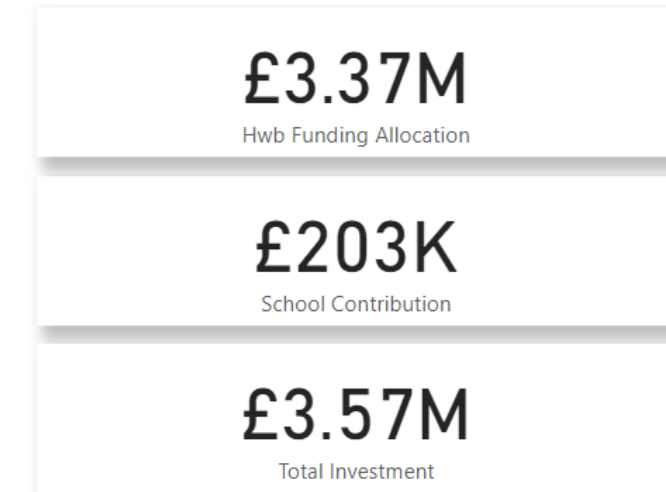 £3.37M
Hwb Funding Allocation
£203K
School Contribution
£3.57M
Total Investment